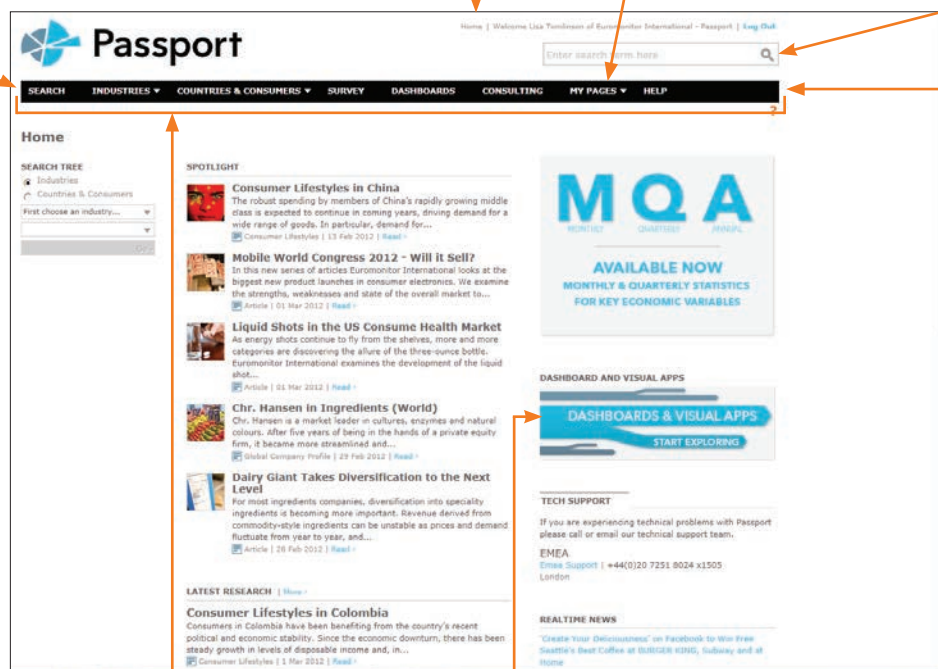 Home | Welcome Lisa Tomlinson of Euromonitor International - Passport | Log Out
Passport
Enter search term here
SEARCH INDUSTRIES COUNTRIES & CONSUMERS SURVEY DASHBOARDS CONSULTING MY PAGES HELP
?
Home
SEARCH TREE
Industries
Countries & Consumers
First choose an industry...
Go
SPOTLIGHT
Consumer Lifestyles in China
The robust spending by members of China's rapidly growing middle
class is expected to continue in coming years, driving demand for a
wide range of goods. In particular, demand for...
Consumer Lifestyles | 13 Feb 2012 | Read ›
Mobile World Congress 2012 - Will it Sell?
In this new series of articles Euromonitor International looks at the
biggest new product launches in consumer electronics. We examine
the strengths, weaknesses and state of the overall market to...
Article | 01 Mar 2012 | Read ›
Liquid Shots in the US Consume Health Market
As energy shots continue to fly from the shelves, more and more
categories are discovering the allure of the three-ounce bottle.
Euromonitor International examines the development of the liquid
shot...
Article | 01 Mar 2012 | Read ›
Chr. Hansen in Ingredients (World)
Chr. Hansen is a market leader in cultures, enzymes and natural
colours. After five years of being in the hands of a private equity
firm, it became more streamlined and...
Global Company Profile | 29 Feb 2012 | Read ›
Dairy Giant Takes Diversification to the Next
Level
For most ingredients companies, diversification into speciality
ingredients is becoming more important. Revenue derived from
commodity-style ingredients can be unstable as prices and demand
fluctuate from year to year, and...
Article | 28 Feb 2012 | Read ›
LATEST RESEARCH | More ›
Consumer Lifestyles in Colombia
Consumers in Colombia have been benefiting from the country's recent
political and economic stability. Since the economic downturn, there has been
steady growth in levels of disposable income and, in...
Consumer Lifestyles | 1 Mar 2012 | Read ›
M Q A
MONTHLY QUARTERLY ANNUAL
AVAILABLE NOW
MONTHLY & QUARTERLY STATISTICS
FOR KEY ECONOMIC VARIABLES
DASHBOARD AND VISUAL APPS
DASHBOARDS & VISUAL APPS
START EXPLORING
TECH SUPPORT
If you are experiencing technical problems with Passport
please call or email our technical support team.
EMEA
Emea Support | +44(0)20 7251 8024 x1505
London
REALTIME NEWS
'Create Your Deliciousness' on Facebook to Win Free
Seattle's Best Coffee at BURGER KING, Subway and at
Home